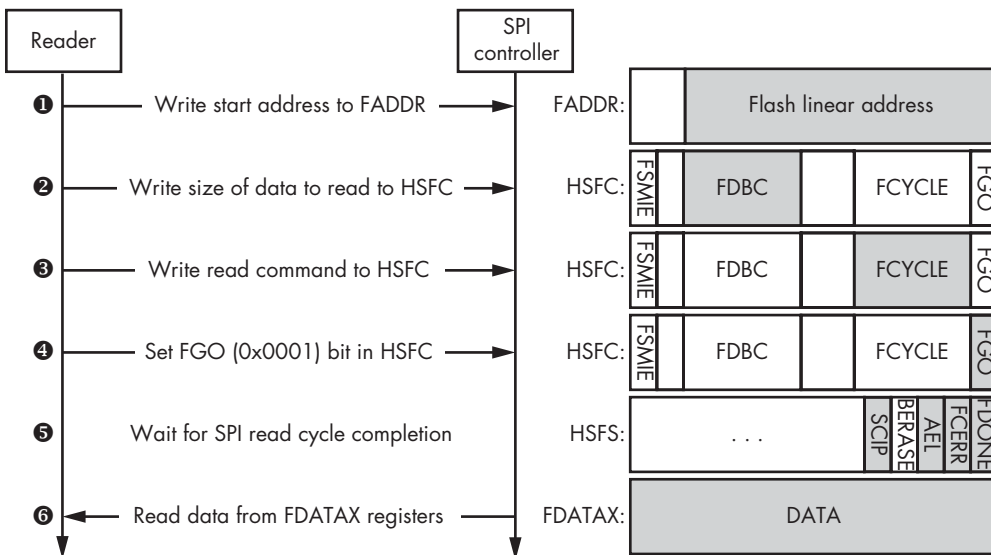 Reader
SPI
controller
❶ Write start address to FADDR FADDR: Flash linear address
❷ Write size of data to read to HSFC HSFC: FSMIE FDBC FCYCLE FGO
❸ Write read command to HSFC HSFC: FSMIE FDBC FCYCLE FGO
❹ Set FGO (0x0001) bit in HSFC HSFC: FSMIE FDBC FCYCLE FGO
❺ Wait for SPI read cycle completion HSFS: . . . SCIP BERASE AEL FCERR FDONE
❻ Read data from FDATAX registers FDATAX: DATA